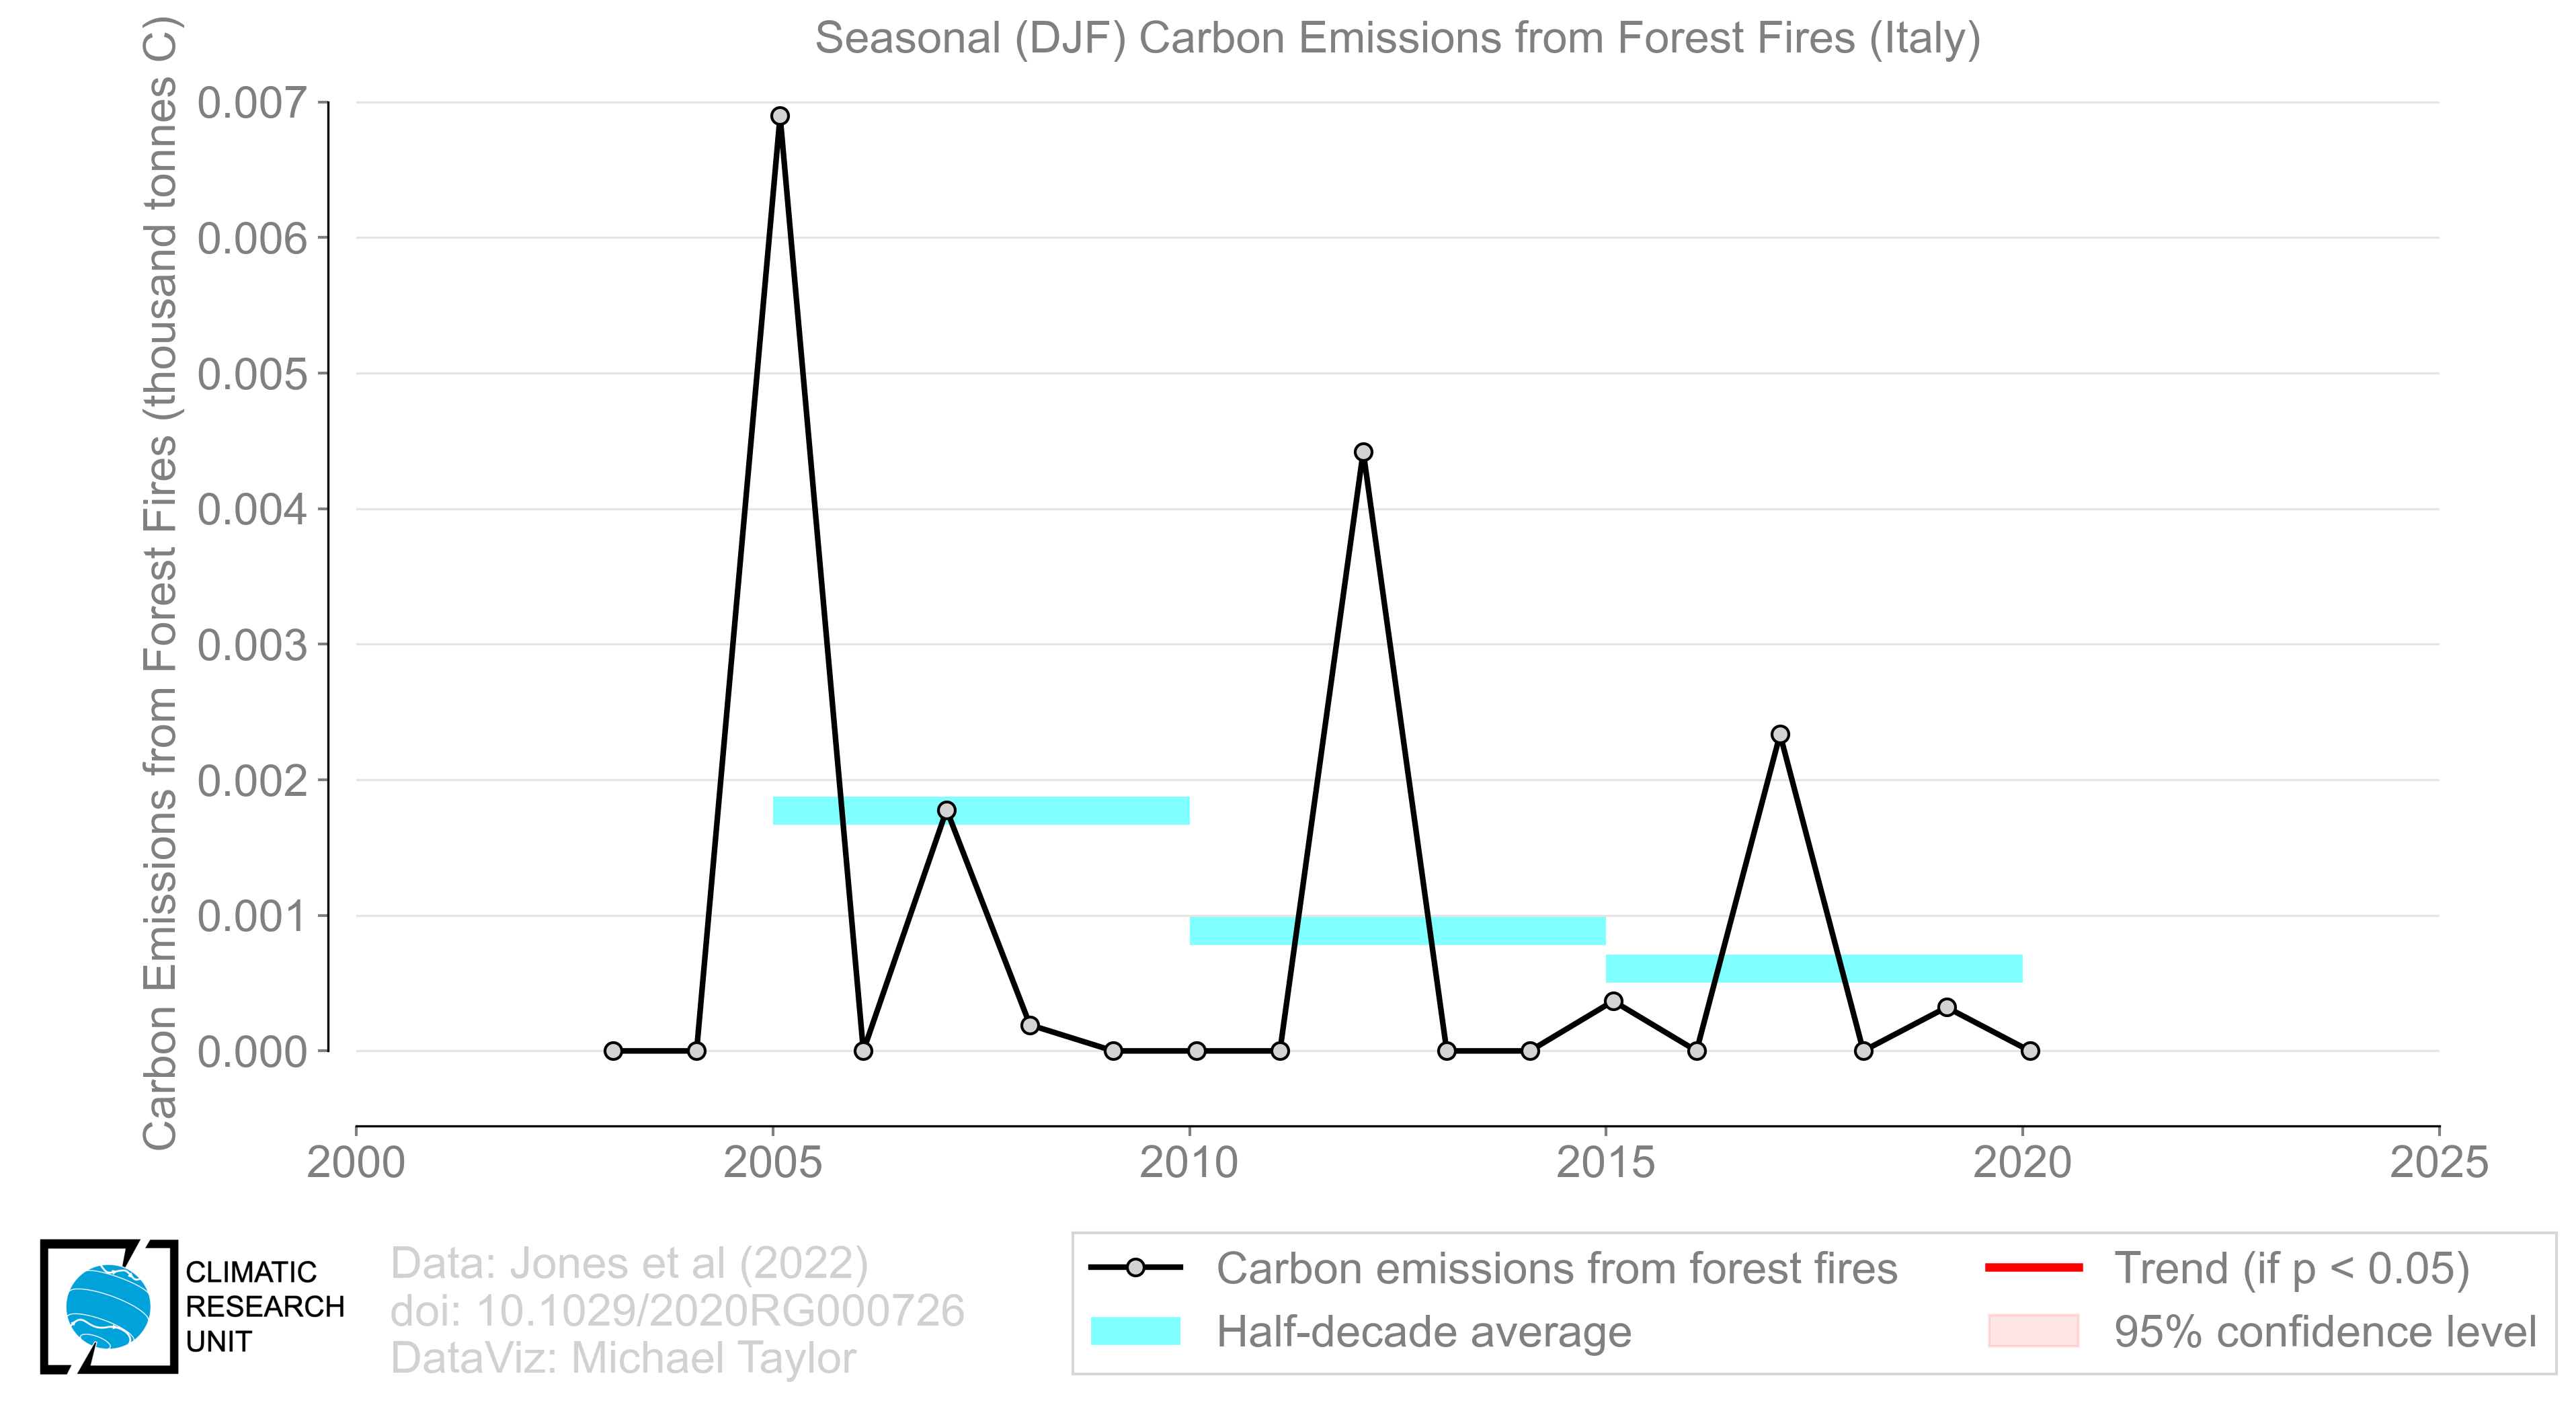 Seasonal (DJF) Carbon Emissions from Forest Fires (Italy)
Carbon Emissions from Forest Fires (thousand tonnes C)
0.007
0.006
0.005
0.004
0.003
0.002
0.001
0.000
2000
2005
2010
2015
2020
2025
CLIMATIC
RESEARCH
UNIT
Data: Jones et al (2022)
doi: 10.1029/2020RG000726
DataViz: Michael Taylor
Carbon emissions from forest fires
Half-decade average
Trend (if p < 0.05)
95% confidence level